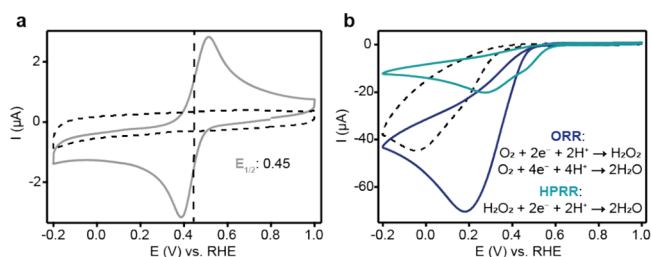 a
2
0
-2
I (µA)
E₁/₂: 0.45
-0.2 0.0 0.2 0.4 0.6 0.8 1.0
E (V) vs. RHE
b
0
-20
-40
-60
I (µA)
ORR:
O₂ + 2e⁻ + 2H⁺ → H₂O₂
O₂ + 4e⁻ + 4H⁺ → 2H₂O
HPRR:
H₂O₂ + 2e⁻ + 2H⁺ → 2H₂O
-0.2 0.0 0.2 0.4 0.6 0.8 1.0
E (V) vs. RHE